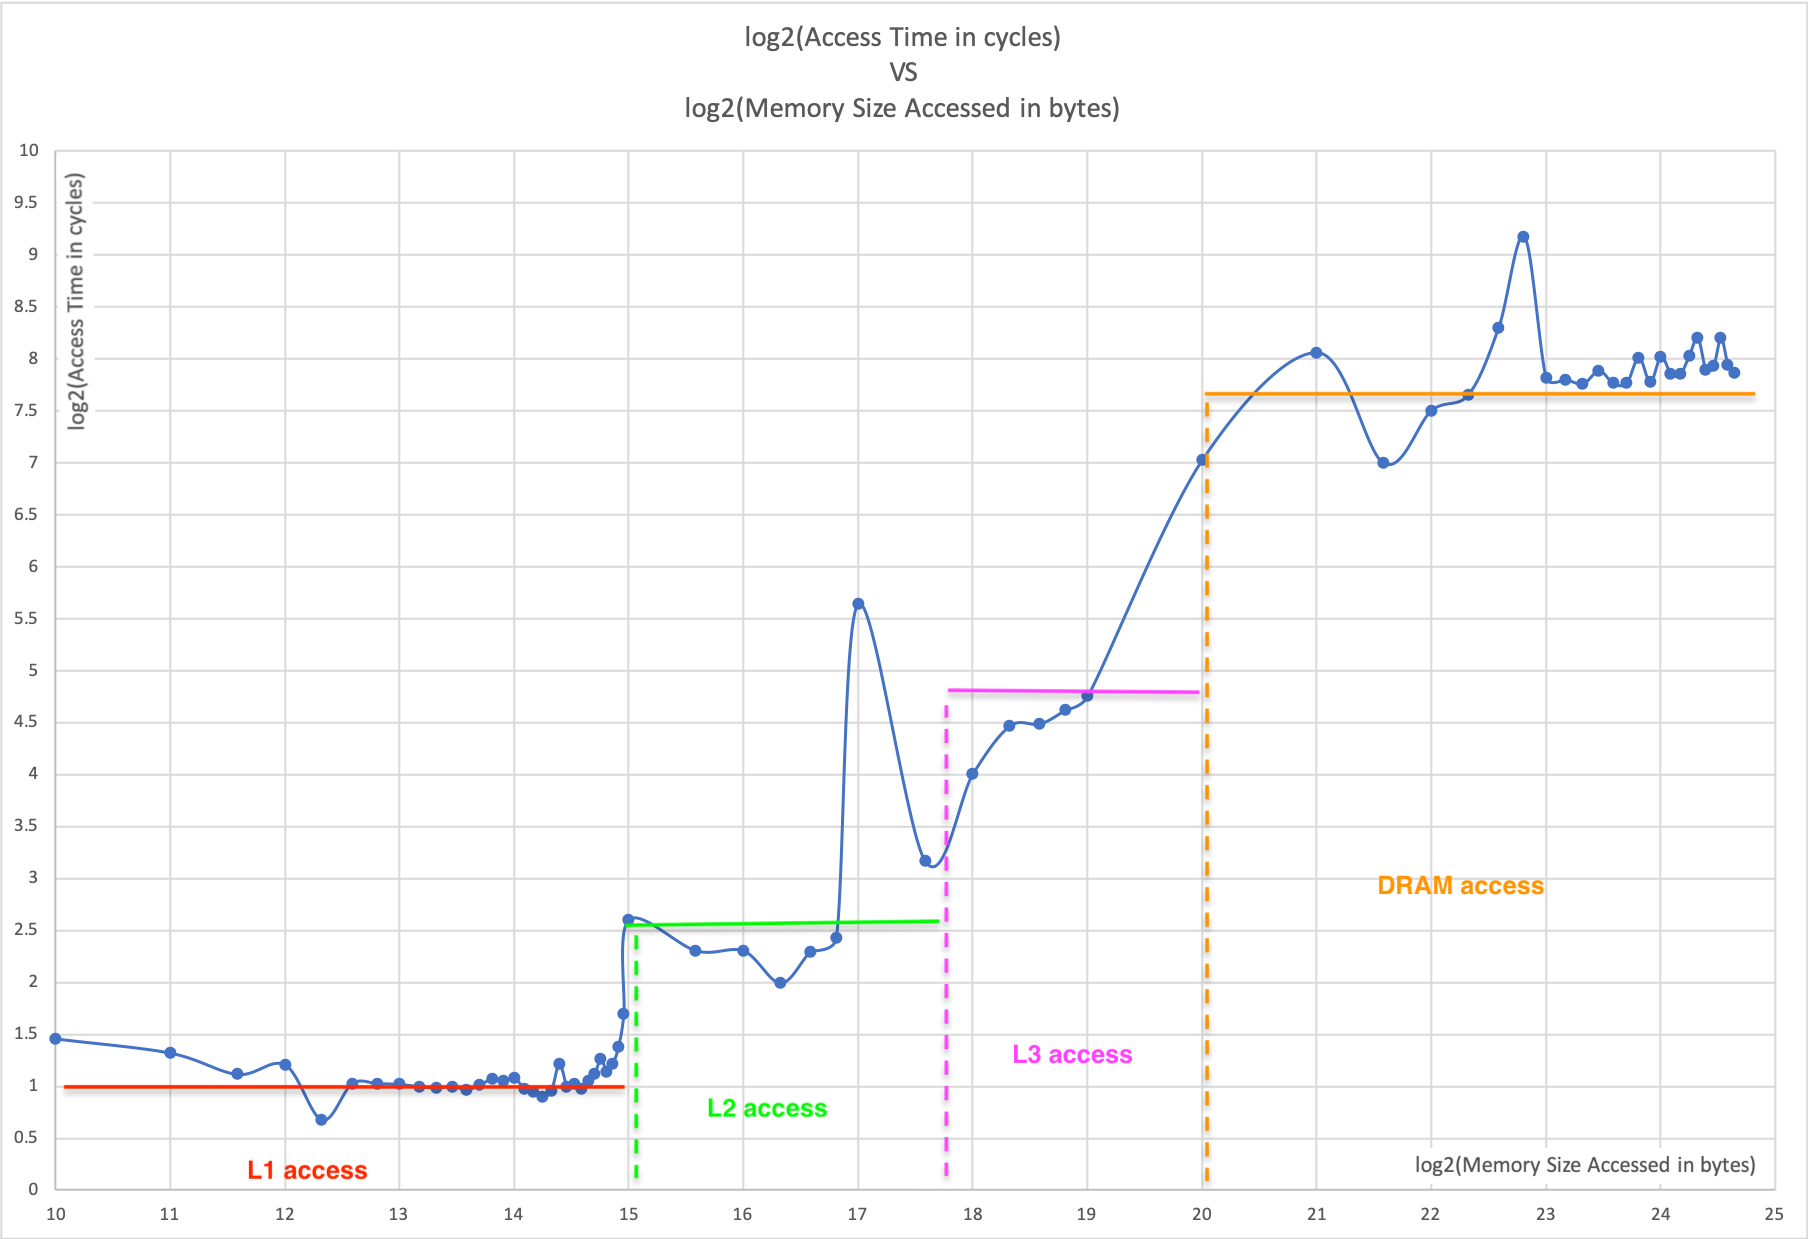 log2(Access Time in cycles)
VS
log2(Memory Size Accessed in bytes)
log2(Access Time in cycles)
10
9.5
9
8.5
8
7.5
7
6.5
6
5.5
5
4.5
4
3.5
3
2.5
2
1.5
1
0.5
0
DRAM access
L3 access
L2 access
L1 access
log2(Memory Size Accessed in bytes)
10 11 12 13 14 15 16 17 18 19 20 21 22 23 24 25